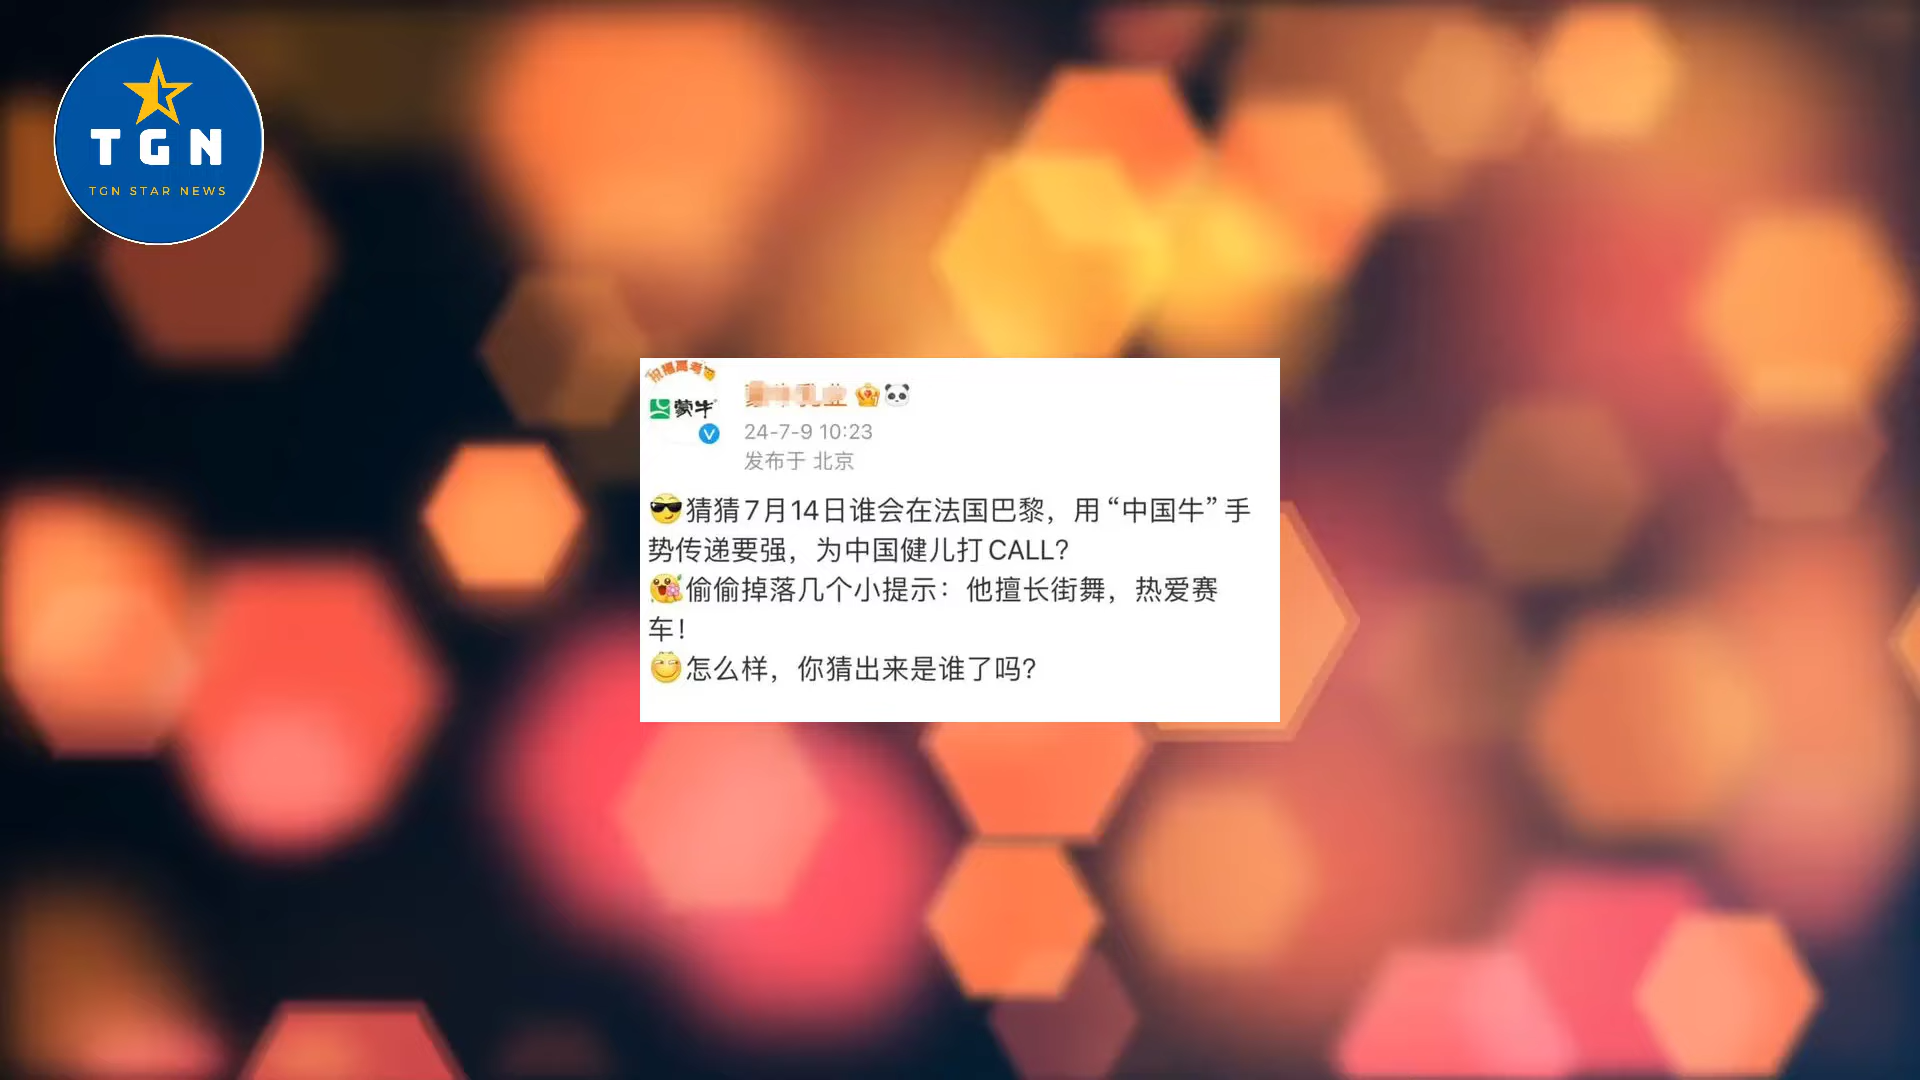 TGN
TGN STAR NEWS
祝福高考
蒙牛
24-7-9 10:23
发布于 北京
猜猜7月14日谁会在法国巴黎，用“中国牛”手
势传递要强，为中国健儿打CALL？
偷偷掉落几个小提示：他擅长街舞，热爱赛
车！
怎么样，你猜出来是谁了吗？